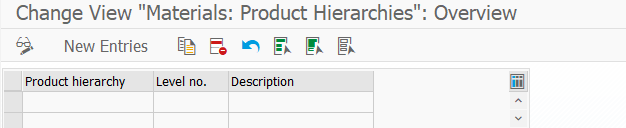 Change View "Materials: Product Hierarchies": Overview
New Entries
Product hierarchy Level no. Description